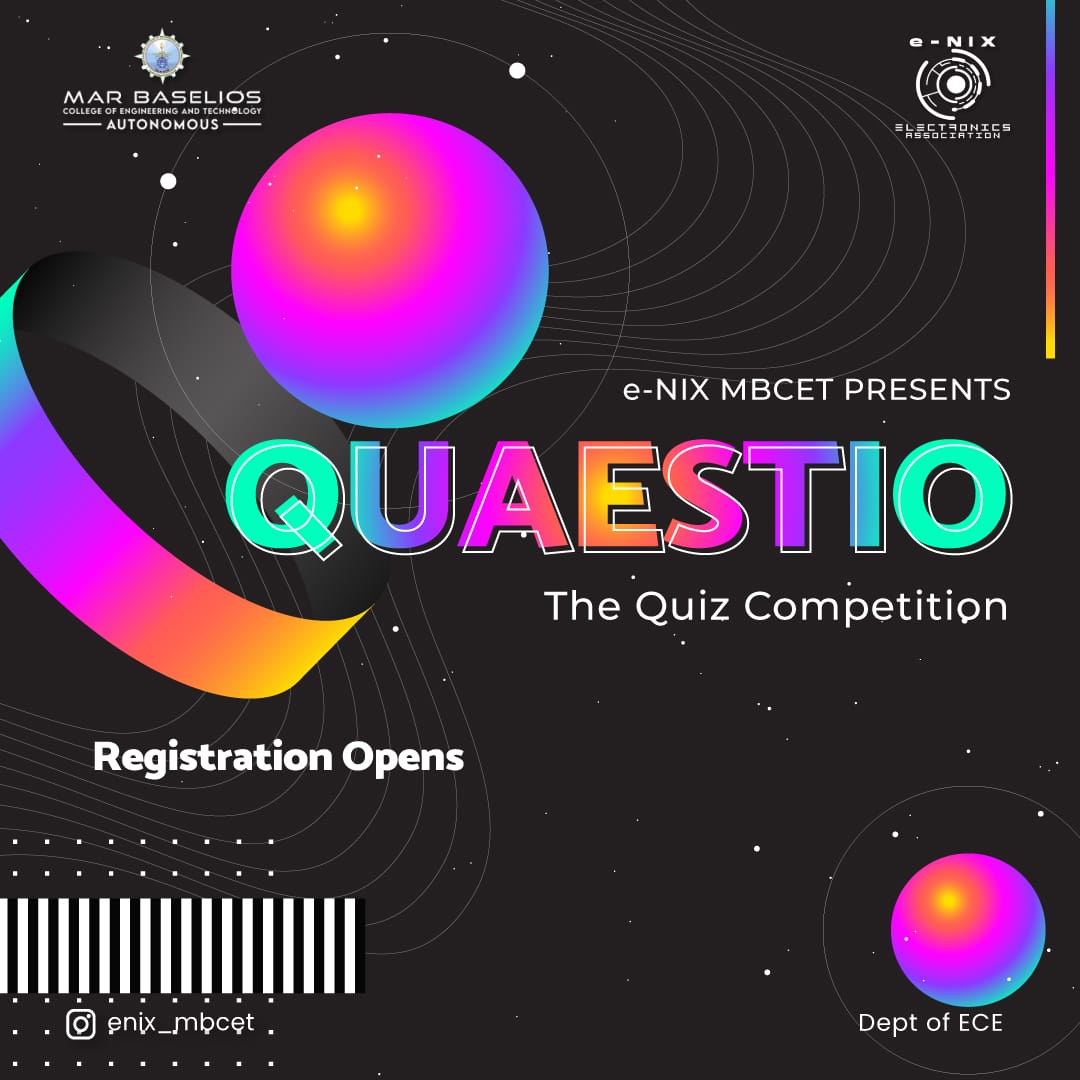 MAR BASELIOS
COLLEGE OF ENGINEERING AND TECHNOLOGY
AUTONOMOUS
e-NIX
ELECTRONICS
ASSOCIATION
e-NIX MBCET PRESENTS
QUAESTIO
The Quiz Competition
Registration Opens
enix_mbcet
Dept of ECE